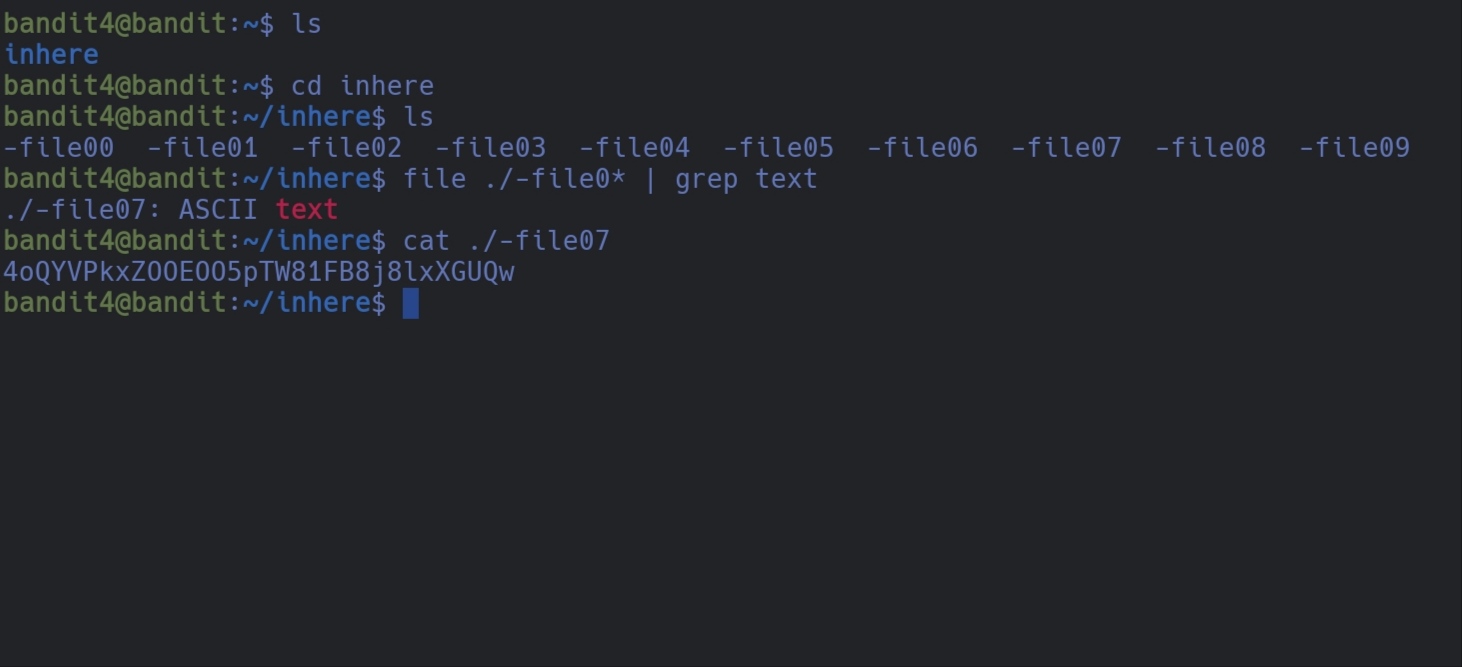 bandit4@bandit:~$ ls
inhere
bandit4@bandit:~$ cd inhere
bandit4@bandit:~/inhere$ ls
-file00  -file01  -file02  -file03  -file04  -file05  -file06  -file07  -file08  -file09
bandit4@bandit:~/inhere$ file ./-file0* | grep text
./-file07: ASCII text
bandit4@bandit:~/inhere$ cat ./-file07
4oQYVPkxZOOEOO5pTW81FB8j8lxXGUQw
bandit4@bandit:~/inhere$